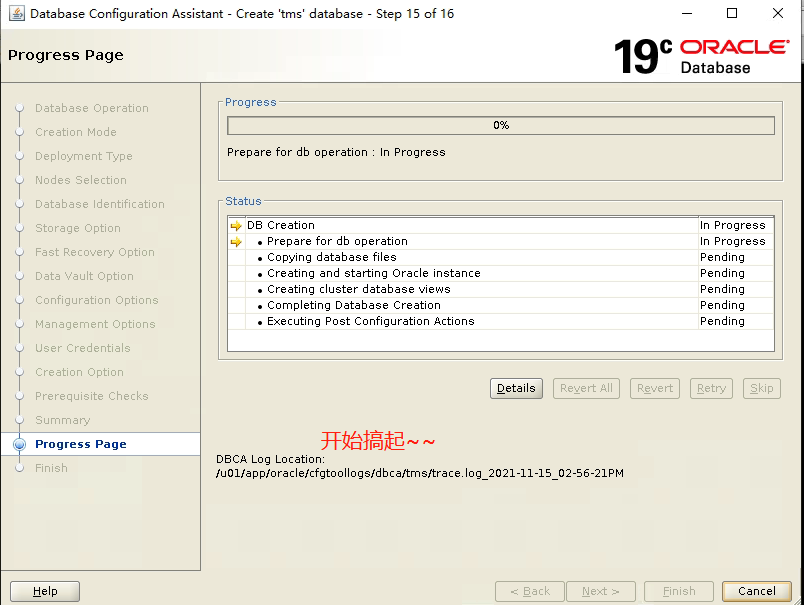 Database Configuration Assistant - Create 'tms' database - Step 15 of 16
Progress Page
19c ORACLE
Database
Database Operation
Creation Mode
Deployment Type
Nodes Selection
Database Identification
Storage Option
Fast Recovery Option
Data Vault Option
Configuration Options
Management Options
User Credentials
Creation Option
Prerequisite Checks
Summary
Progress Page
Finish
Progress
0%
Prepare for db operation : In Progress
Status
DB Creation In Progress
Prepare for db operation In Progress
Copying database files Pending
Creating and starting Oracle instance Pending
Creating cluster database views Pending
Completing Database Creation Pending
Executing Post Configuration Actions Pending
Details Revert All Revert Retry Skip
开始搞起~~
DBCA Log Location:
/u01/app/oracle/cfgtoollogs/dbca/tms/trace.log_2021-11-15_02-56-21PM
Help < Back Next > Finish Cancel